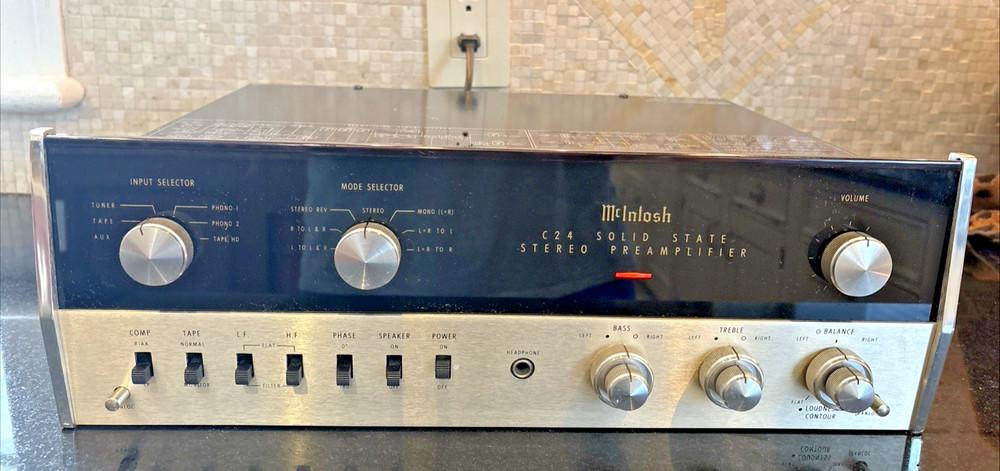 INPUT SELECTOR
TUNER
PHONO 1
TAPE
PHONO 2
AUX
TAPE HD
MODE SELECTOR
STEREO REV
STEREO
MONO (L+R)
R TO L & R
L+R TO L
L TO L & R
L+R TO R
McIntosh
C24 SOLID STATE
STEREO PREAMPLIFIER
VOLUME
COMP
TAPE
L.F.
H.F.
PHASE
SPEAKER
POWER
RIAA
NORMAL
FLAT
0°
ON
ON
MONITOR
FILTER
OFF
HEADPHONE
BASS
LEFT
RIGHT
TREBLE
LEFT
RIGHT
BALANCE
LEFT
RIGHT
FLAT
LOUDNESS
CONTOUR